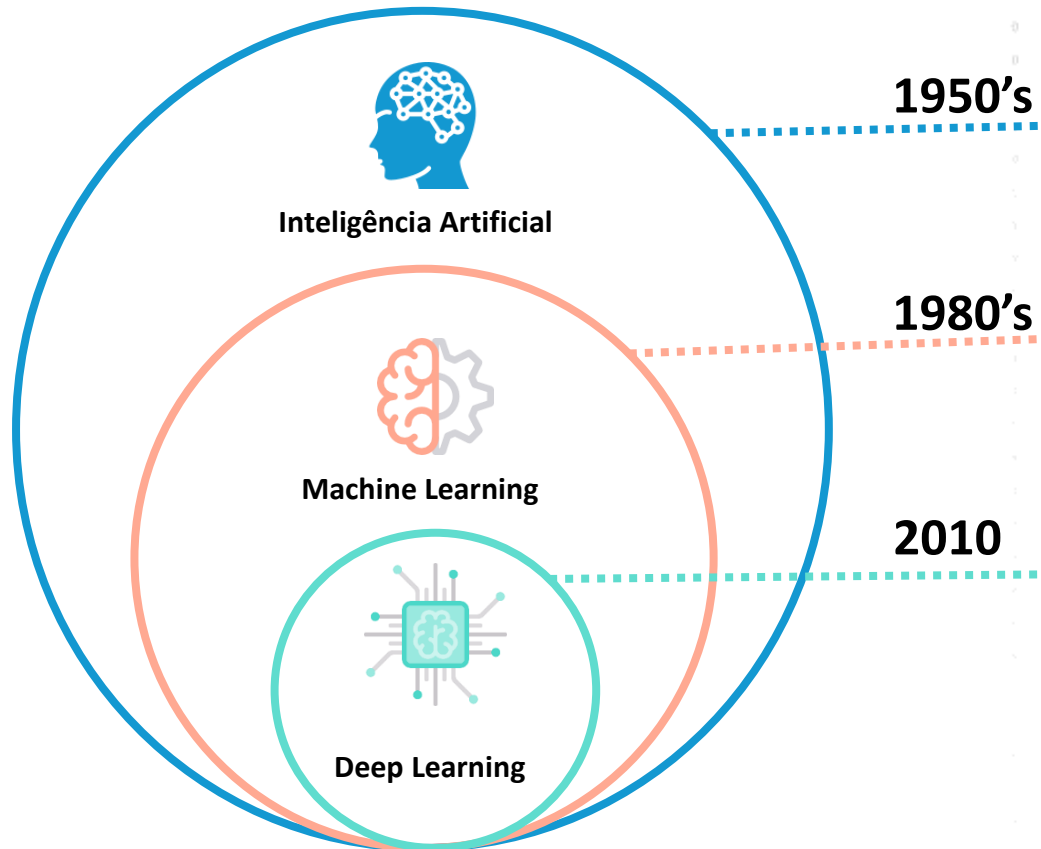 1950’s
Inteligência Artificial
1980’s
Machine Learning
2010
Deep Learning